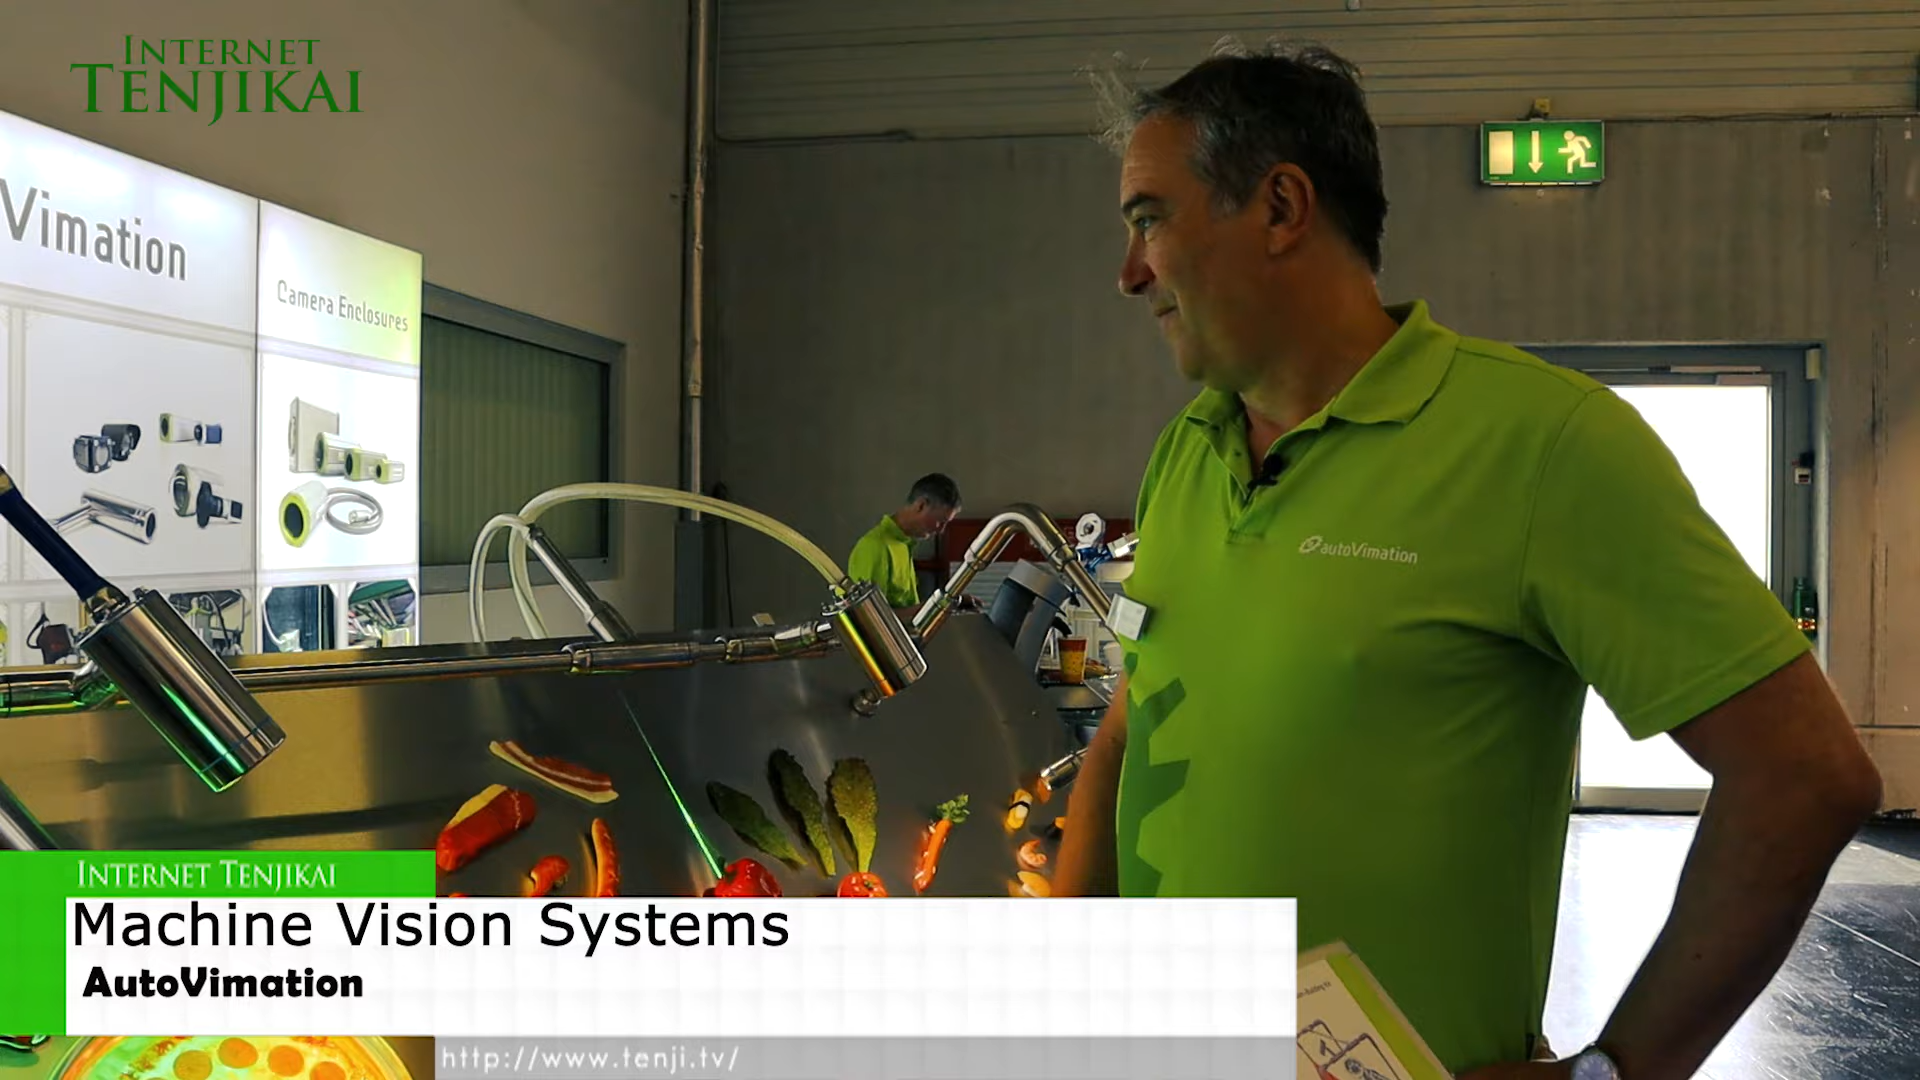 INTERNET
TENJIKAI
Vimation
Camera Enclosures
autoVimation
INTERNET TENJIKAI
Machine Vision Systems
AutoVimation
http://www.tenji.tv/